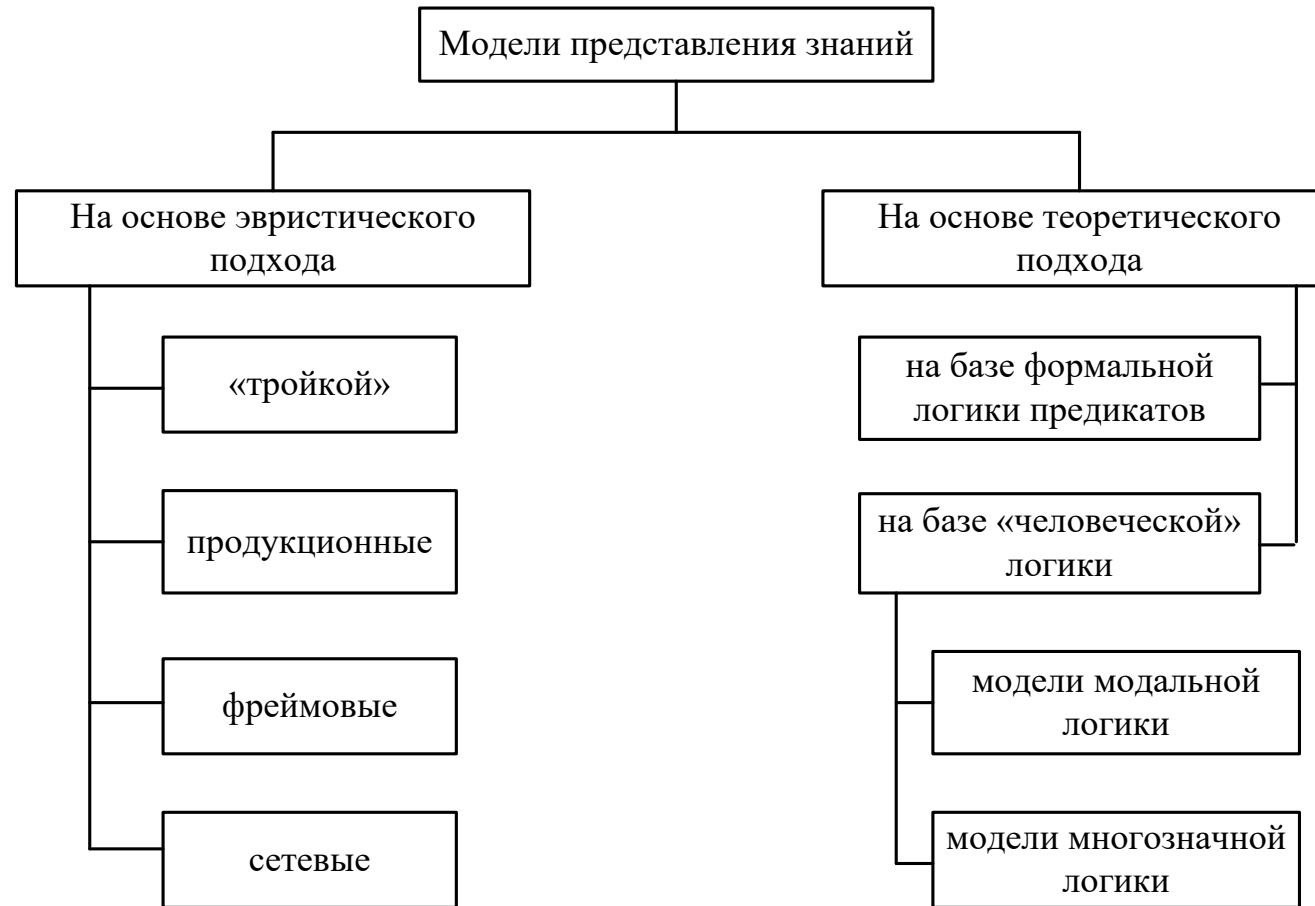 Модели представления знаний
На основе эвристического
подхода
На основе теоретического
подхода
«тройкой»
на базе формальной
логики предикатов
продукционные
на базе «человеческой»
логики
фреймовые
модели модальной
логики
сетевые
модели многозначной
логики